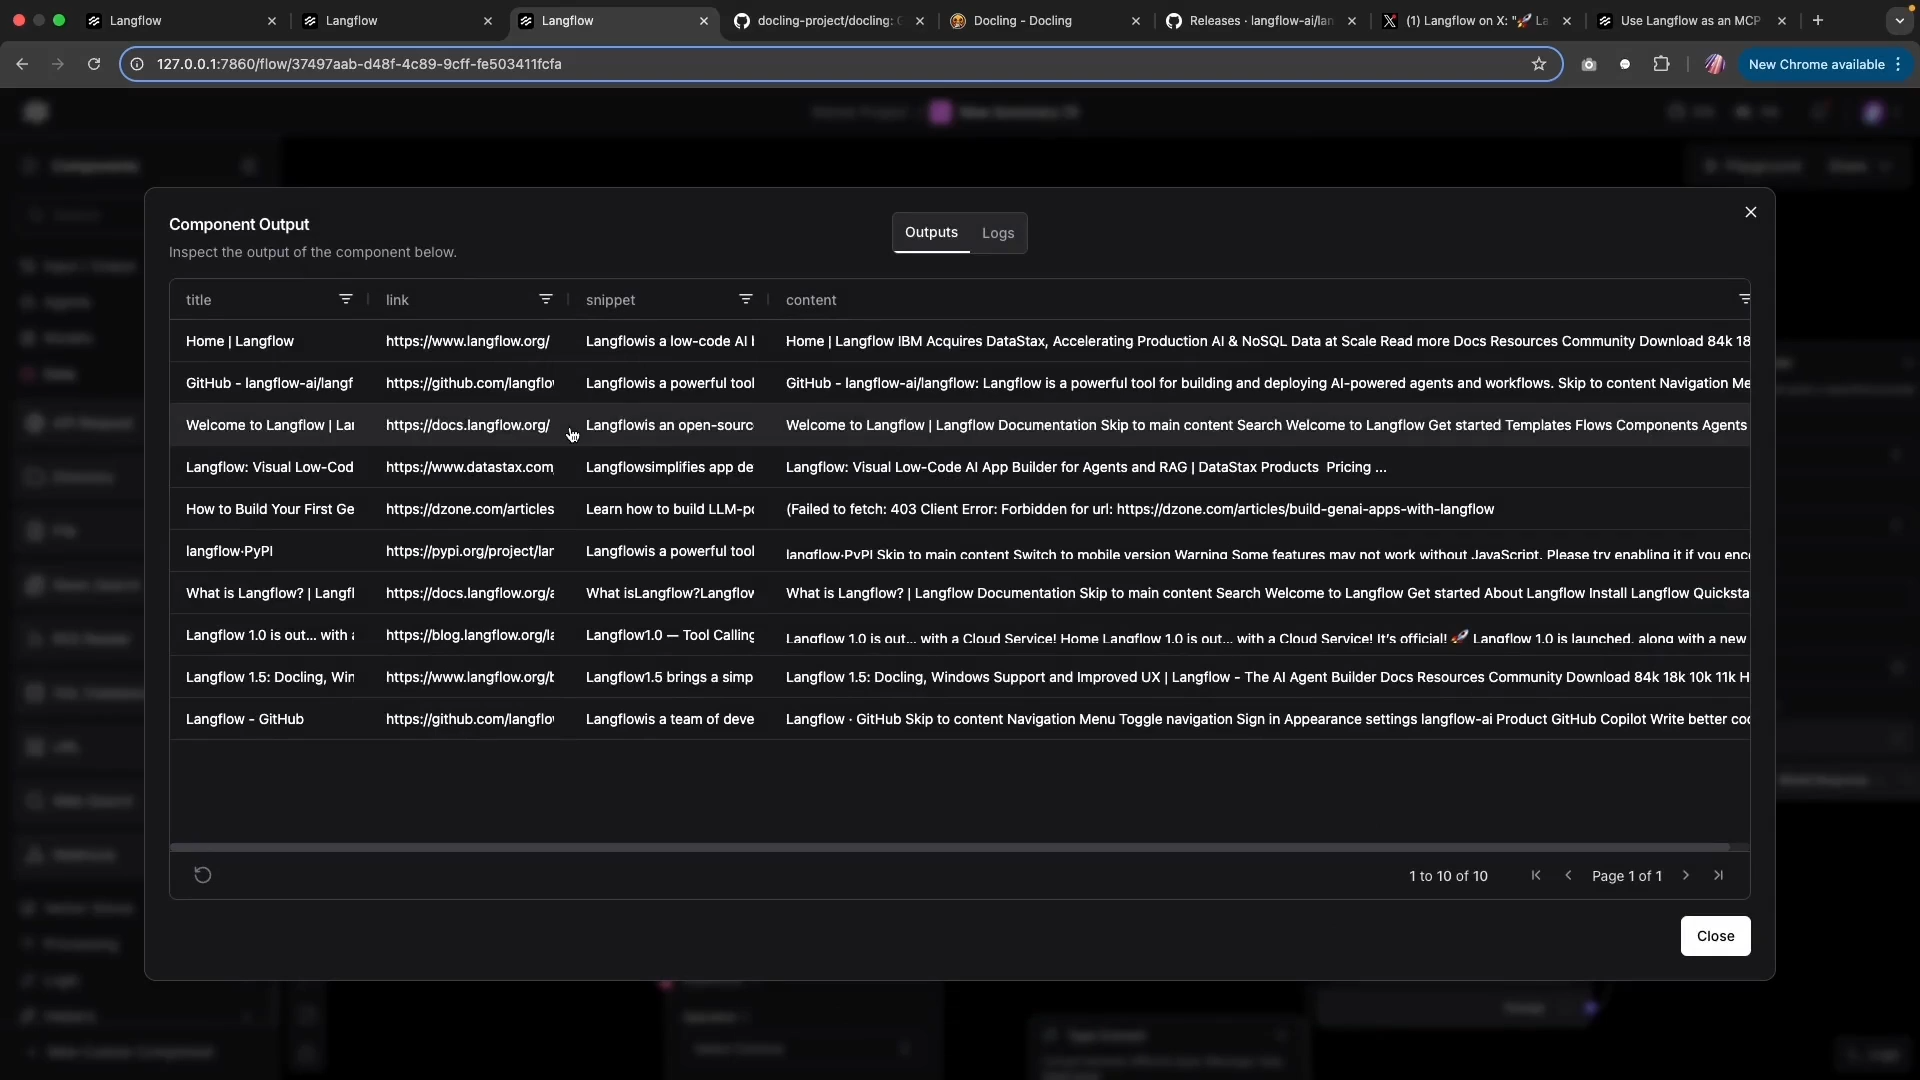 Langflow
Langflow
Langflow
docling-project/docling: G
Docling - Docling
Releases · langflow-ai/lan
(1) Langflow on X: "🚀 La
Use Langflow as an MCP
127.0.0.1:7860/flow/37497aab-d48f-4c89-9cff-fe503411fcfa
New Chrome available
Components
Playground
Share
Component Output
Inspect the output of the component below.
Outputs
Logs
title
link
snippet
content
Home | Langflow
https://www.langflow.org/
Langflowis a low-code AI
Home | Langflow IBM Acquires DataStax, Accelerating Production AI & NoSQL Data at Scale Read more Docs Resources Community Download 84k 18
GitHub - langflow-ai/langf
https://github.com/langflo
Langflowis a powerful tool
GitHub - langflow-ai/langflow: Langflow is a powerful tool for building and deploying AI-powered agents and workflows. Skip to content Navigation Me
Welcome to Langflow | Lan
https://docs.langflow.org/
Langflowis an open-sourc
Welcome to Langflow | Langflow Documentation Skip to main content Search Welcome to Langflow Get started Templates Flows Components Agents
Langflow: Visual Low-Cod
https://www.datastax.com
Langflowsimplifies app de
Langflow: Visual Low-Code AI App Builder for Agents and RAG | DataStax Products Pricing ...
How to Build Your First Ge
https://dzone.com/articles
Learn how to build LLM-po
(Failed to fetch: 403 Client Error: Forbidden for url: https://dzone.com/articles/build-genai-apps-with-langflow
langflow·PyPI
https://pypi.org/project/lan
Langflowis a powerful tool
langflow·PyPI Skip to main content Switch to mobile version Warning Some features may not work without JavaScript. Please try enabling it if you enco
What is Langflow? | Langfl
https://docs.langflow.org/a
What isLangflow?Langflow
What is Langflow? | Langflow Documentation Skip to main content Search Welcome to Langflow Get started About Langflow Install Langflow Quicksta
Langflow 1.0 is out... with a
https://blog.langflow.org/la
Langflow1.0 — Tool Calling
Langflow 1.0 is out... with a Cloud Service! Home Langflow 1.0 is out... with a Cloud Service! It's official! 🚀 Langflow 1.0 is launched, along with a new
Langflow 1.5: Docling, Win
https://www.langflow.org/b
Langflow1.5 brings a simp
Langflow 1.5: Docling, Windows Support and Improved UX | Langflow - The AI Agent Builder Docs Resources Community Download 84k 18k 10k 11k H
Langflow - GitHub
https://github.com/langflo
Langflowis a team of deve
Langflow · GitHub Skip to content Navigation Menu Toggle navigation Sign in Appearance settings langflow-ai Product GitHub Copilot Write better co
1 to 10 of 10
Page 1 of 1
Close